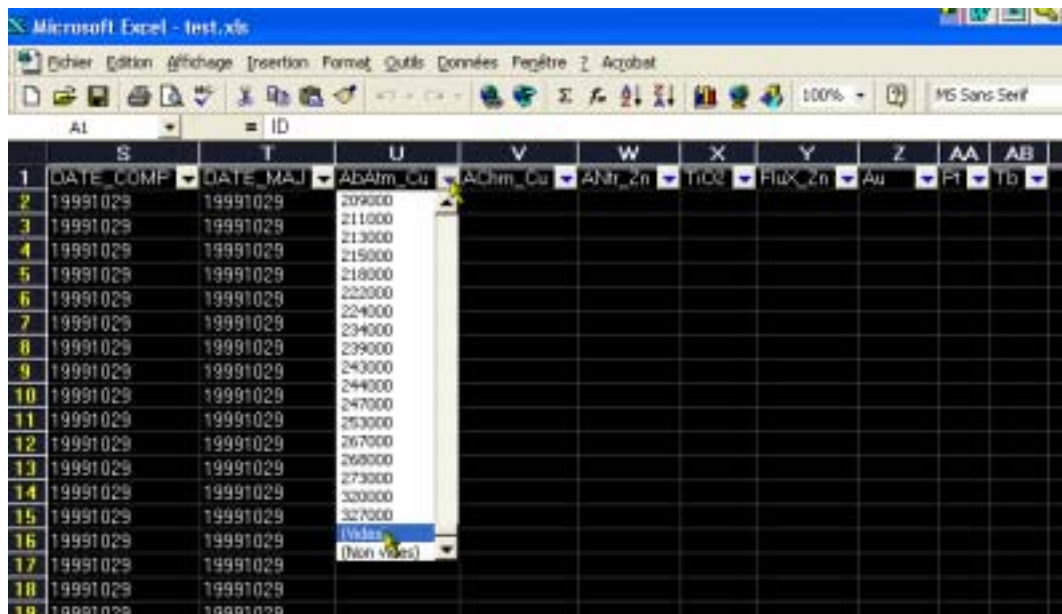 Microsoft Excel - test.xls
Fichier Edition Affichage Insertion Format Outils Données Fenêtre ? Acrobat
100% MS Sans Serif
A1 = ID
S T U V W X Y Z AA AB
1 DATE_COMP DATE_MAJ AbAtm_Cu AChm_Cu ANtr_Zn TiO2 FluX_Zn Au Pt Tb
2 19991029 19991029 209000
3 19991029 19991029 211000
213000
4 19991029 19991029 215000
5 19991029 19991029 218000
6 19991029 19991029 222000
224000
7 19991029 19991029 234000
8 19991029 19991029 239000
9 19991029 19991029 243000
244000
10 19991029 19991029 247000
11 19991029 19991029 253000
12 19991029 19991029 267000
13 19991029 19991029 268000
273000
14 19991029 19991029 320000
15 19991029 19991029 327000
16 19991029 19991029 (Vides
(Non vides)
17 19991029 19991029
18 19991029 19991029
19 19991029 19991029